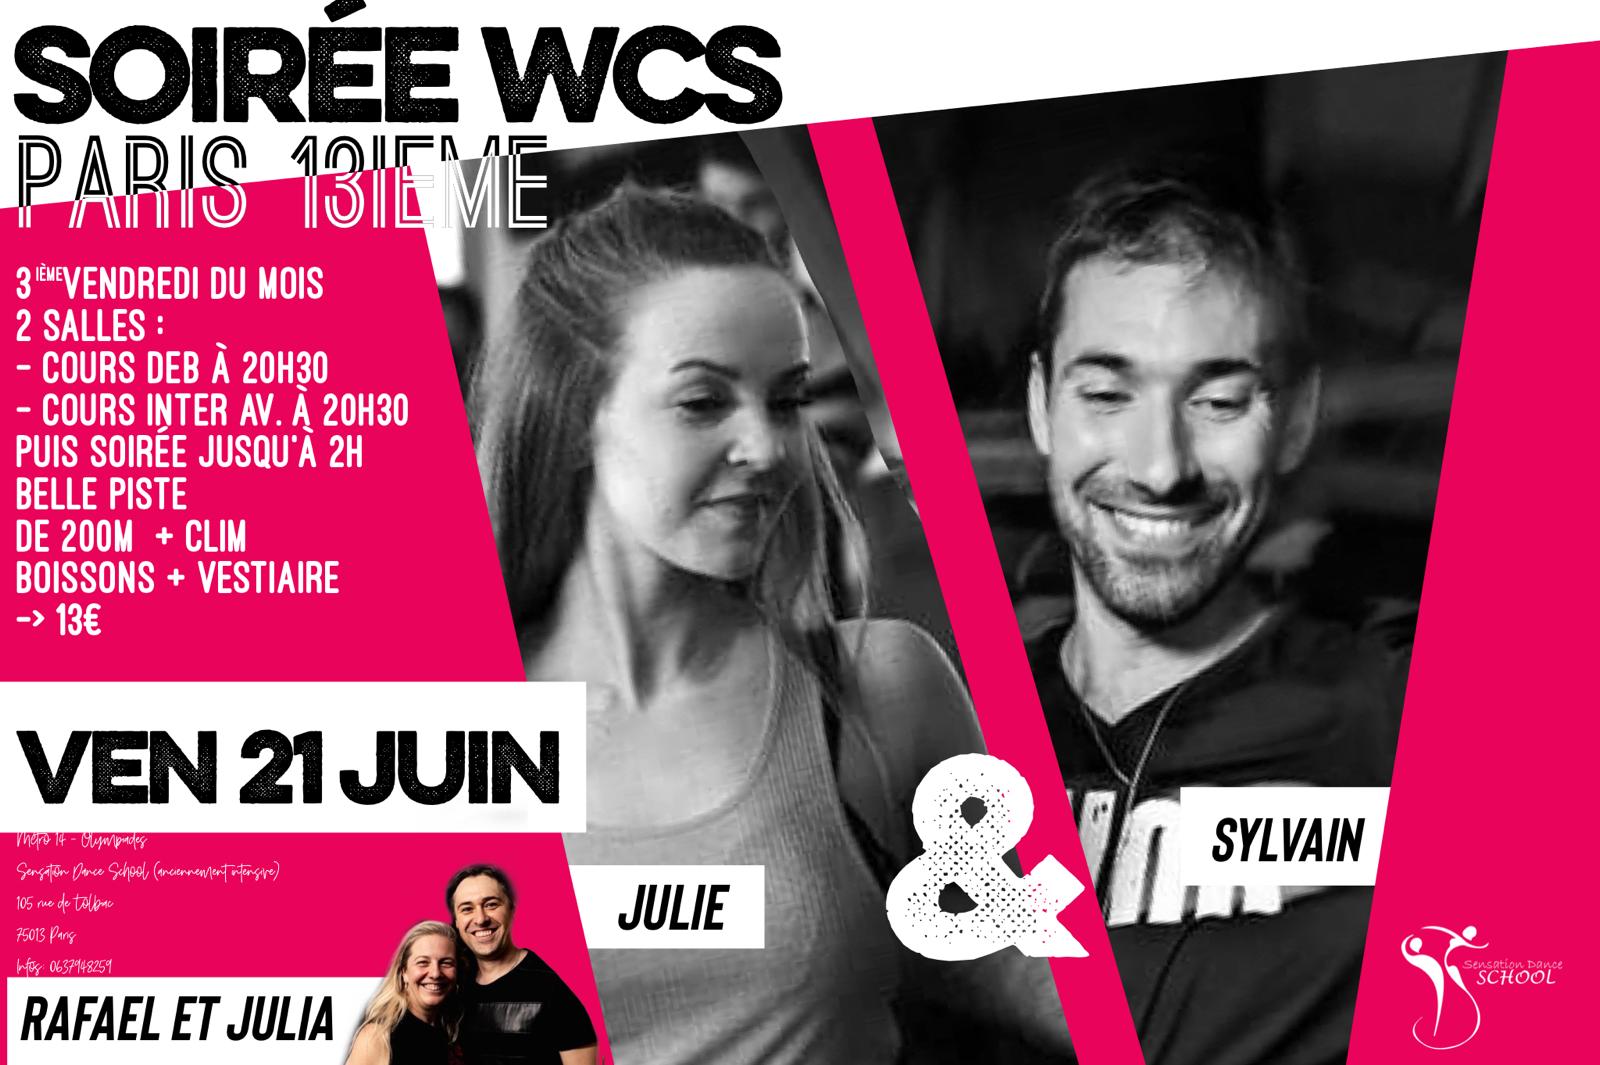 SOIRÉE WCS
PARIS 13IEME
3IÈME VENDREDI DU MOIS
2 SALLES :
- COURS DEB À 20H30
- COURS INTER AV. À 20H30
PUIS SOIRÉE JUSQU'À 2H
BELLE PISTE
DE 200M + CLIM
BOISSONS + VESTIAIRE
-> 13€
VEN 21 JUIN
Métro 14 - Olympiades
Sensation Dance School (anciennement intensive)
105 rue de tolbac
75013 Paris
Infos: 0637948259
RAFAEL ET JULIA
JULIE
&
SYLVAIN
Sensation Dance
SCHOOL